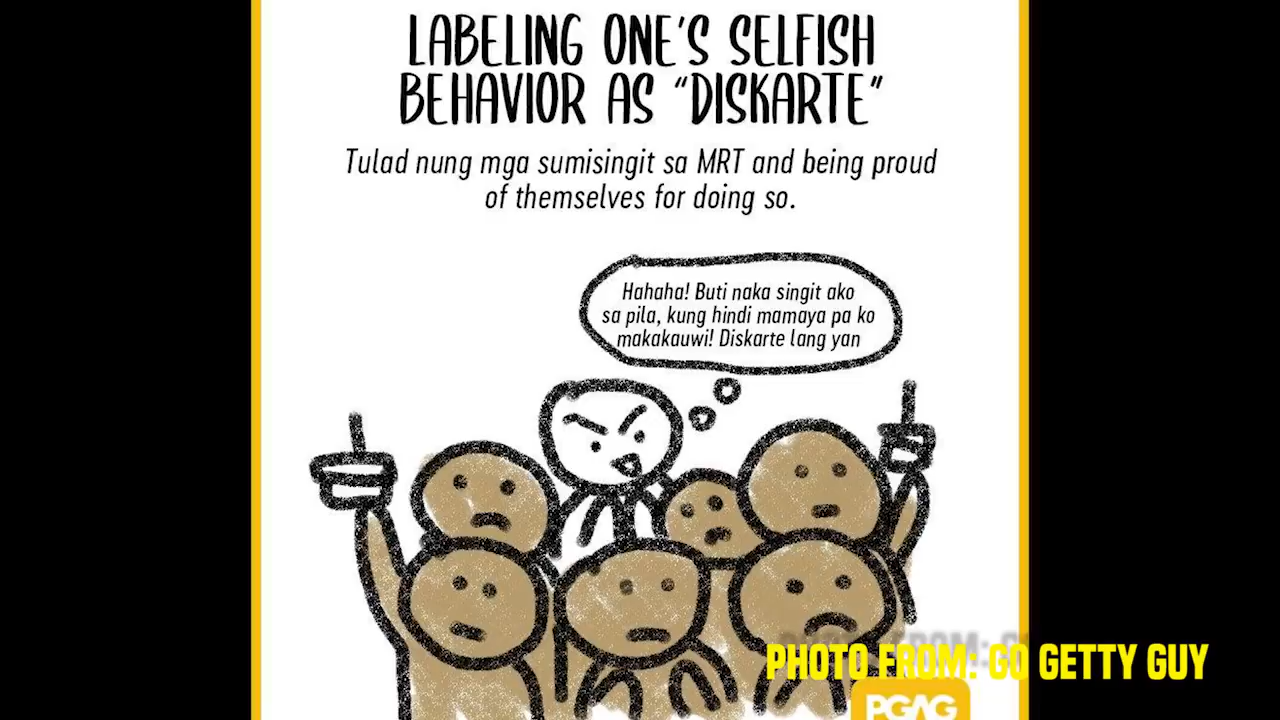 LABELING ONE'S SELFISH
BEHAVIOR AS "DISKARTE"
Tulad nung mga sumisingit sa MRT and being proud
of themselves for doing so.
Hahaha! Buti naka singit ako
sa pila, kung hindi mamaya pa ko
makakauwi! Diskarte lang yan
PHOTO FROM: GO GETTY GUY
PGAG